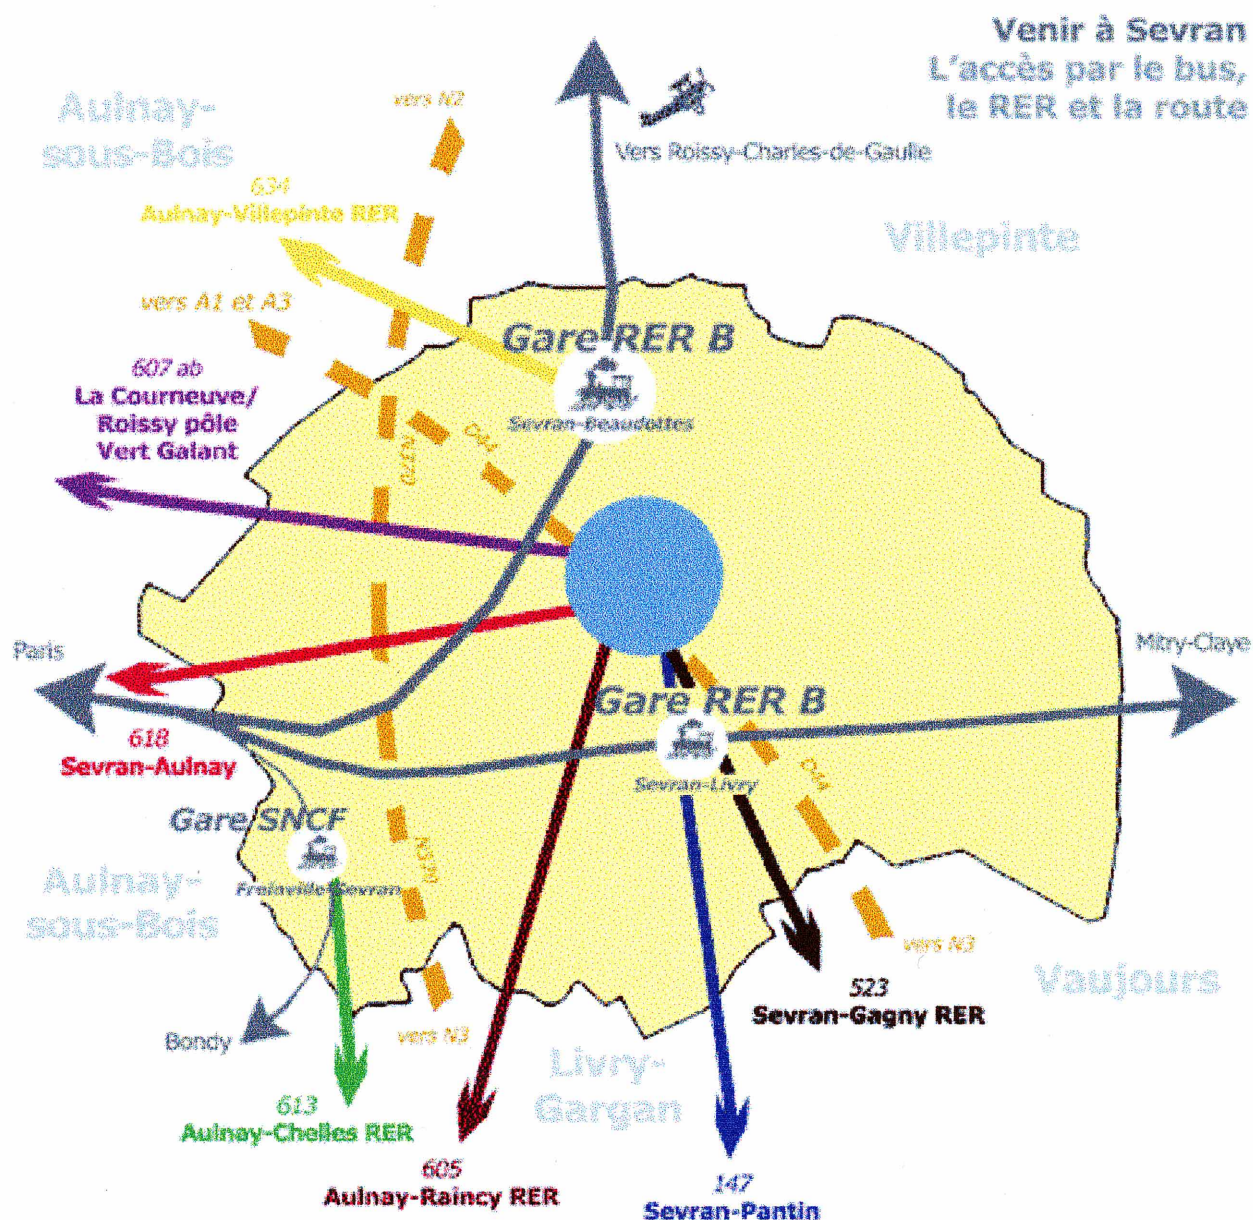 Venir à Sevran
L'accès par le bus,
le RER et la route
Aulnay-
sous-Bois
vers N2
Vers Roissy-Charles-de-Gaulle
634
Aulnay-Villepinte RER
Villepinte
vers A1 et A3
Gare RER B
Sevran-Beaudottes
607 ab
La Courneuve/
Roissy pôle
Vert Galant
N370
D44
Paris
Mitry-Claye
Gare RER B
Sevran-Livry
618
Sevran-Aulnay
D44
Gare SNCF
Freinville-Sevran
N370
Aulnay-
sous-Bois
vers N3
Vaujours
523
Sevran-Gagny RER
Bondy
vers N3
Livry-
Gargan
613
Aulnay-Chelles RER
605
Aulnay-Raincy RER
147
Sevran-Pantin